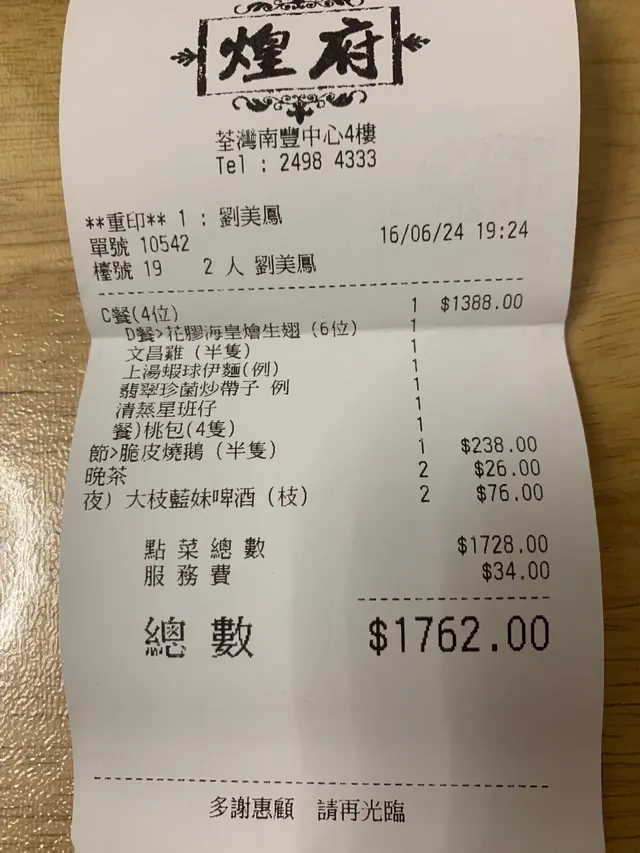 煌府
荃灣南豐中心4樓
Tel : 2498 4333
**重印** 1 : 劉美鳳
單號 10542 16/06/24 19:24
檯號 19 2 人 劉美鳳
C餐(4位) 1 $1388.00
D餐>花膠海皇燴生翅 (6位) 1
文昌雞 (半隻) 1
上湯蝦球伊麵(例) 1
翡翠珍菌炒帶子 例 1
清蒸星班仔 1
餐)桃包(4隻) 1
節>脆皮燒鵝 (半隻) 1 $238.00
晚茶 2 $26.00
夜) 大枝藍妹啤酒 (枝) 2 $76.00
點菜總數 $1728.00
服務費 $34.00
總數 $1762.00
多謝惠顧 請再光臨